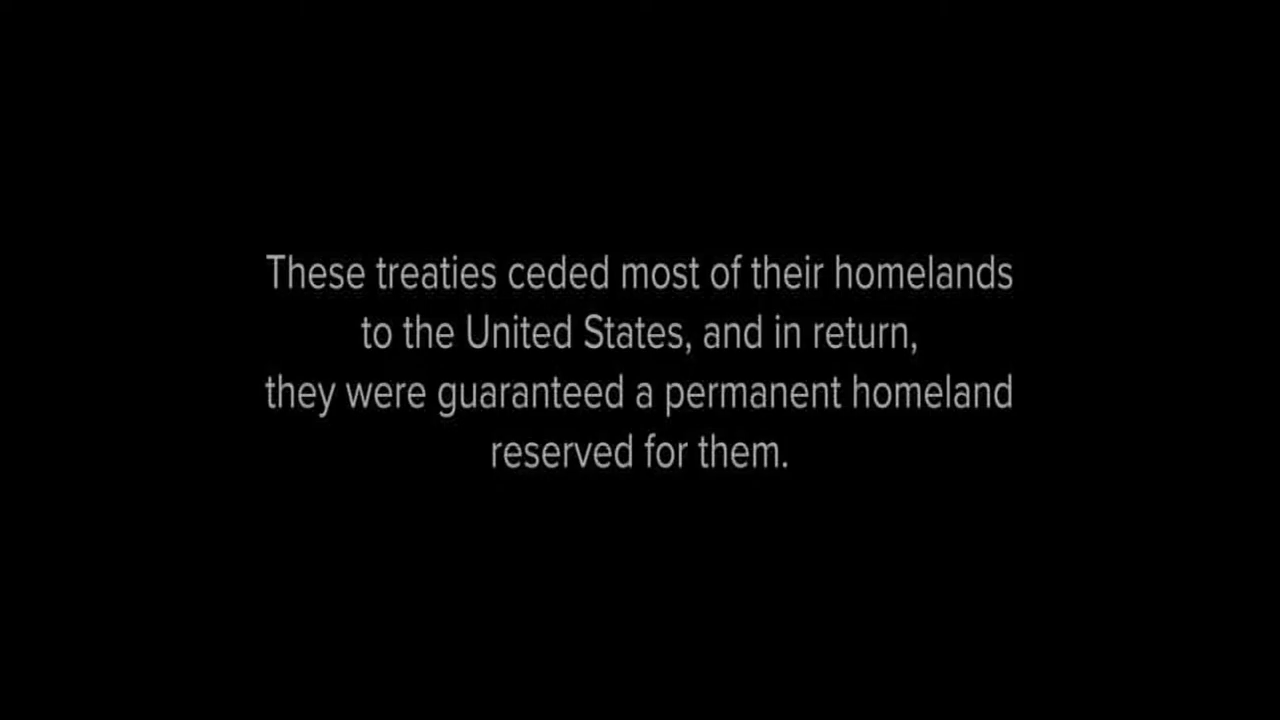 These treaties ceded most of their homelands
to the United States, and in return,
they were guaranteed a permanent homeland
reserved for them.